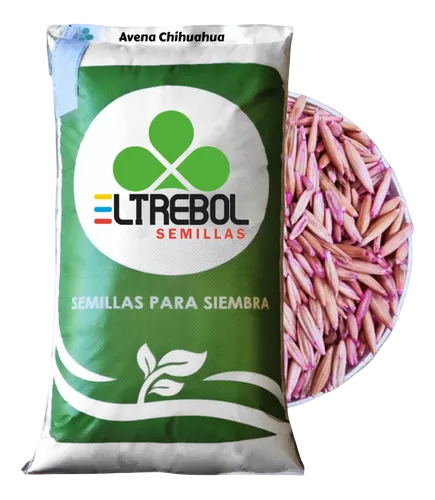 Avena Chihuahua
ELTREBOL
SEMILLAS
SEMILLAS PARA SIEMBRA